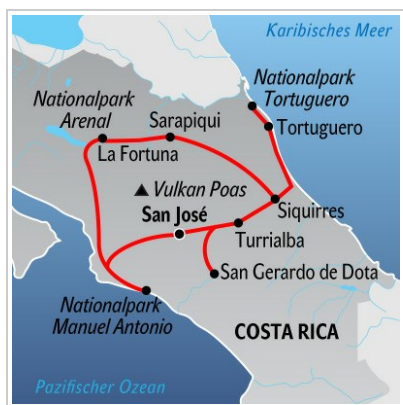 Karibisches Meer
Nationalpark
Tortuguero
Nationalpark
Arenal
Sarapiqui
Tortuguero
La Fortuna
Vulkan Poas
San José
Siquirres
Turrialba
San Gerardo de Dota
Nationalpark
Manuel Antonio
COSTA RICA
Pazifischer Ozean